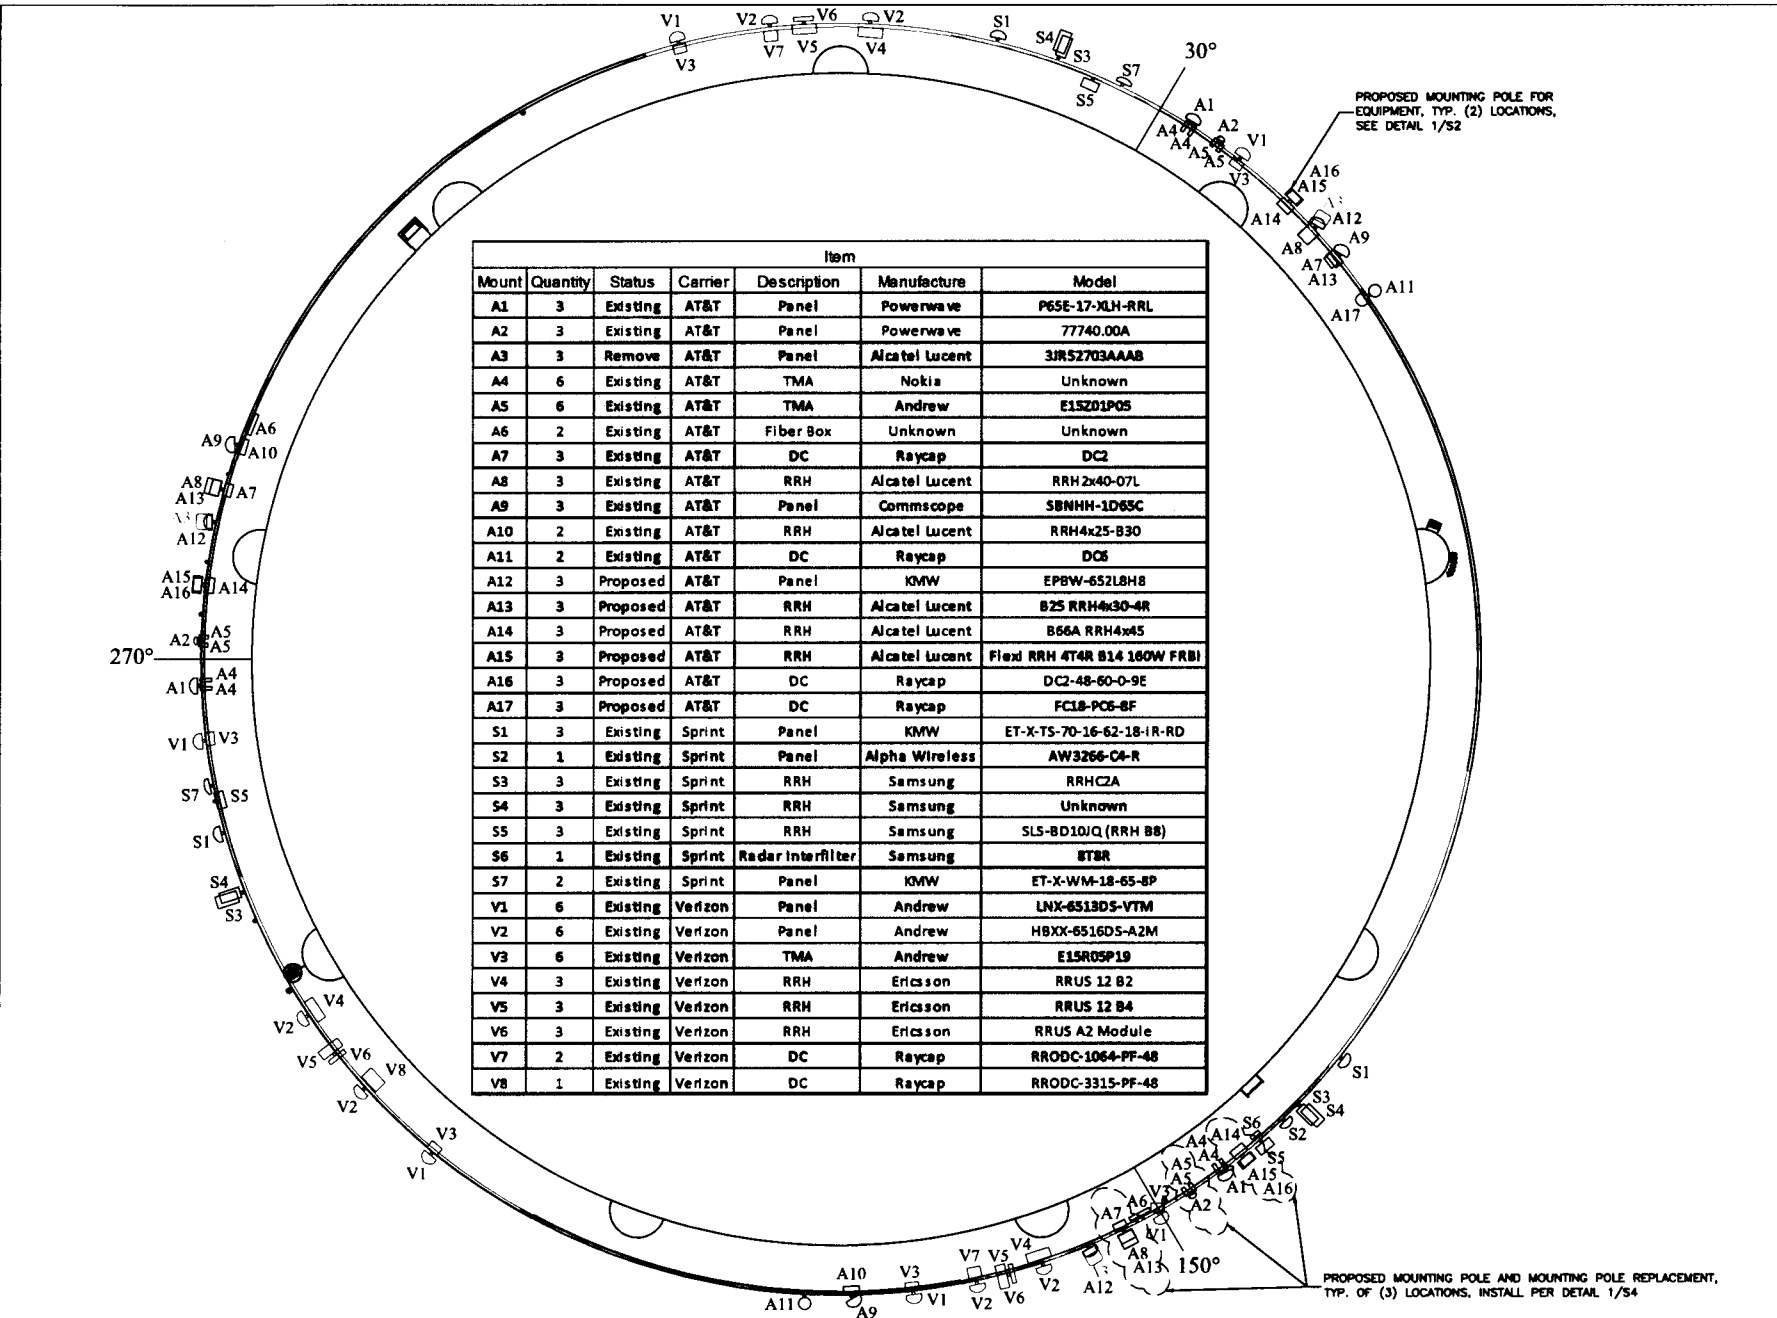 V1
V3
V2
V7
V6
V5
V2
V4
S1
S4
S3
S5
S7
30°
PROPOSED MOUNTING POLE FOR
EQUIPMENT, TYP. (2) LOCATIONS,
SEE DETAIL 1/S2
A1
A4
A4
A2
A5
A5
V1
V3
A16
A15
A14
A12
A8
A9
A7
A13
A11
A17
Item
Mount Quantity Status Carrier Description Manufacture Model
A1 3 Existing AT&T Panel Powerwave P65E-17-XLH-RRL
A2 3 Existing AT&T Panel Powerwave 77740.00A
A3 3 Remove AT&T Panel Alcatel Lucent 3JR52703AAAB
A4 6 Existing AT&T TMA Nokia Unknown
A5 6 Existing AT&T TMA Andrew E15Z01P05
A6 2 Existing AT&T Fiber Box Unknown Unknown
A7 3 Existing AT&T DC Raycap DC2
A8 3 Existing AT&T RRH Alcatel Lucent RRH2x40-07L
A9 3 Existing AT&T Panel Commscope SBNHH-1D65C
A10 2 Existing AT&T RRH Alcatel Lucent RRH4x25-B30
A11 2 Existing AT&T DC Raycap DC6
A12 3 Proposed AT&T Panel KMW EPBW-652L8H8
A13 3 Proposed AT&T RRH Alcatel Lucent B25 RRH4x30-4R
A14 3 Proposed AT&T RRH Alcatel Lucent B66A RRH4x45
A15 3 Proposed AT&T RRH Alcatel Lucent Flexi RRH 4T4R B14 160W FRBI
A16 3 Proposed AT&T DC Raycap DC2-48-60-0-9E
A17 3 Proposed AT&T DC Raycap FC18-PC6-8F
S1 3 Existing Sprint Panel KMW ET-X-TS-70-16-62-18-iR-RD
S2 1 Existing Sprint Panel Alpha Wireless AW3266-C4-R
S3 3 Existing Sprint RRH Samsung RRHC2A
S4 3 Existing Sprint RRH Samsung Unknown
S5 3 Existing Sprint RRH Samsung SLS-BD10JQ (RRH B8)
S6 1 Existing Sprint Radar Interfilter Samsung 8T8R
S7 2 Existing Sprint Panel KMW ET-X-WM-18-65-8P
V1 6 Existing Verizon Panel Andrew LNX-6513DS-VTM
V2 6 Existing Verizon Panel Andrew HBXX-6516DS-A2M
V3 6 Existing Verizon TMA Andrew E15R05P19
V4 3 Existing Verizon RRH Ericsson RRUS 12 B2
V5 3 Existing Verizon RRH Ericsson RRUS 12 B4
V6 3 Existing Verizon RRH Ericsson RRUS A2 Module
V7 2 Existing Verizon DC Raycap RRODC-1064-PF-48
V8 1 Existing Verizon DC Raycap RRODC-3315-PF-48
A6
A9
A10
A8
A13
A7
A3
A12
A15
A16
A14
A2
A5
A5
270°
A4
A1
A4
V1
V3
S7
S5
S1
S4
S3
V4
V2
V5
V6
V8
V2
V3
V1
S1
S3
S4
S2
S6
S5
A14
A4
A4
A15
A16
A1
A5
A5
A2
V3
V1
A6
A7
A8
A13
A12
150°
V4
V2
V5
V6
V7
V2
V3
V1
A10
A9
A11
PROPOSED MOUNTING POLE AND MOUNTING POLE REPLACEMENT,
TYP. OF (3) LOCATIONS, INSTALL PER DETAIL 1/S4